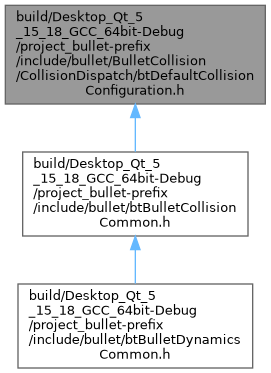 build/Desktop_Qt_5
_15_18_GCC_64bit-Debug
/project_bullet-prefix
/include/bullet/BulletCollision
/CollisionDispatch/btDefaultCollision
Configuration.h
build/Desktop_Qt_5
_15_18_GCC_64bit-Debug
/project_bullet-prefix
/include/bullet/btBulletCollision
Common.h
build/Desktop_Qt_5
_15_18_GCC_64bit-Debug
/project_bullet-prefix
/include/bullet/btBulletDynamics
Common.h